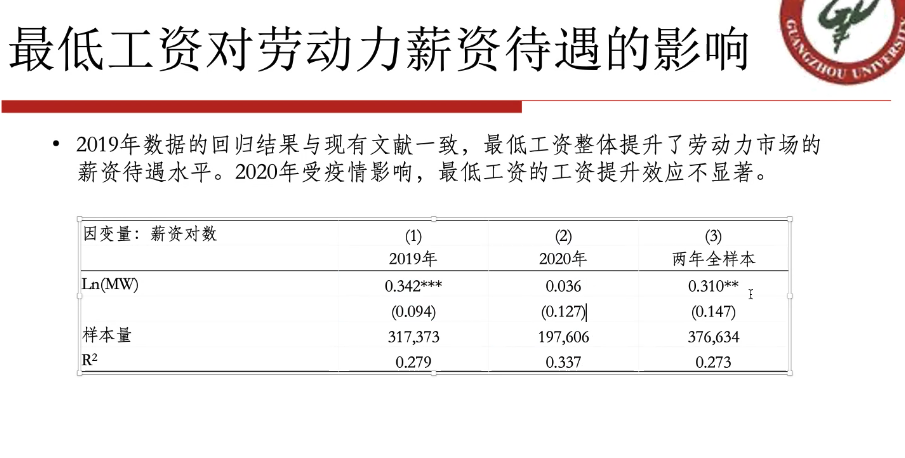 最低工资对劳动力薪资待遇的影响
GUANGZHOU UNIVERSITY
• 2019年数据的回归结果与现有文献一致，最低工资整体提升了劳动力市场的
薪资待遇水平。2020年受疫情影响，最低工资的工资提升效应不显著。
因变量：薪资对数 (1) (2) (3)
2019年 2020年 两年全样本
Ln(MW) 0.342*** 0.036 0.310**
(0.094) (0.127) (0.147)
样本量 317,373 197,606 376,634
R² 0.279 0.337 0.273